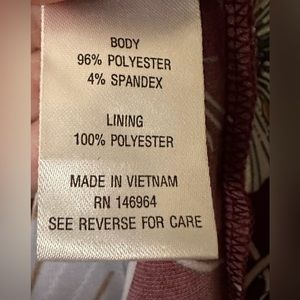 BODY
96% POLYESTER
4% SPANDEX
LINING
100% POLYESTER
MADE IN VIETNAM
RN 146964
SEE REVERSE FOR CARE